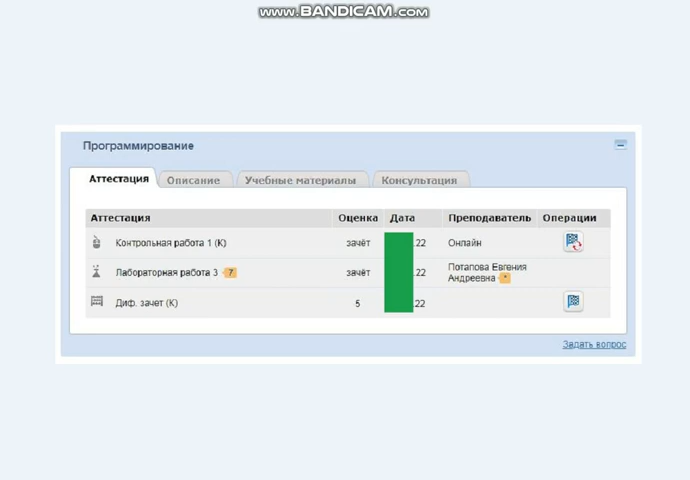 www.BANDICAM.com
Программирование
Аттестация Описание Учебные материалы Консультация
Аттестация Оценка Дата Преподаватель Операции
Контрольная работа 1 (К) зачёт .22 Онлайн
Лабораторная работа 3 7 зачёт .22 Потапова Евгения
Андреевна *
Диф. зачет (К) 5 .22
Задать вопрос